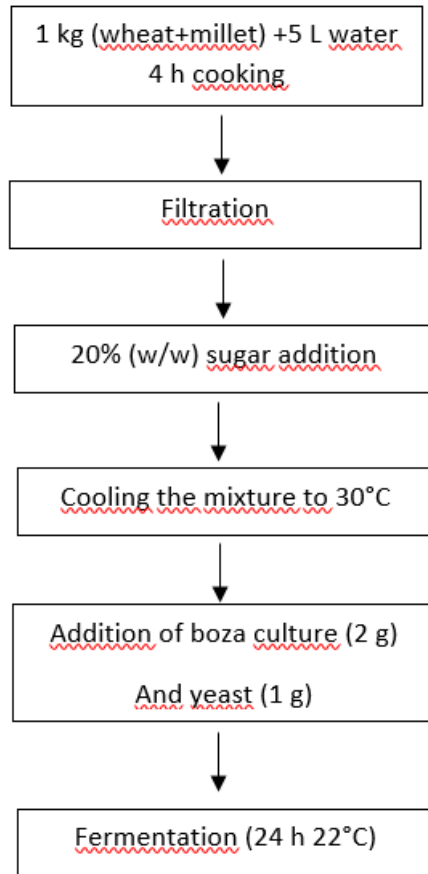 1 kg (wheat+millet) +5 L water
4 h cooking
Filtration
20% (w/w) sugar addition
Cooling the mixture to 30°C
Addition of boza culture (2 g)
And yeast (1 g)
Fermentation (24 h 22°C)